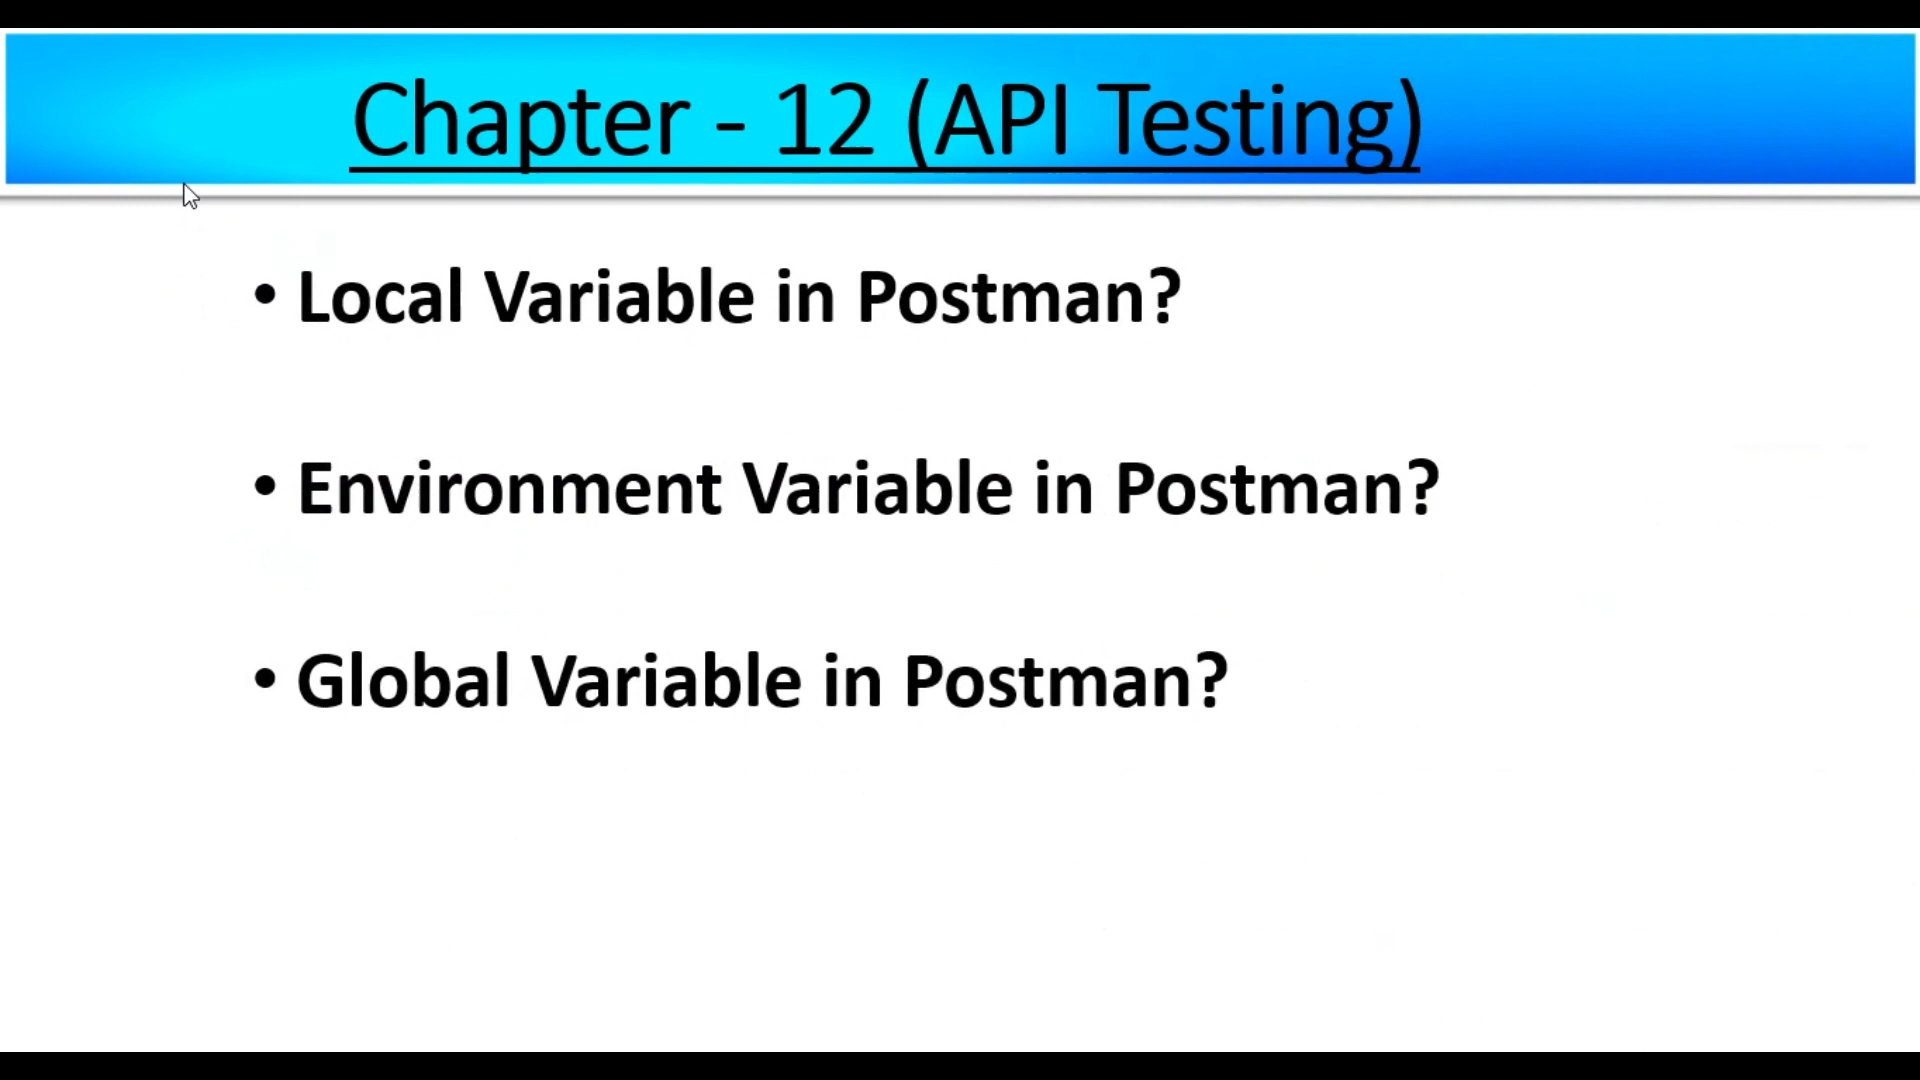 Chapter - 12 (API Testing)
• Local Variable in Postman?
• Environment Variable in Postman?
• Global Variable in Postman?